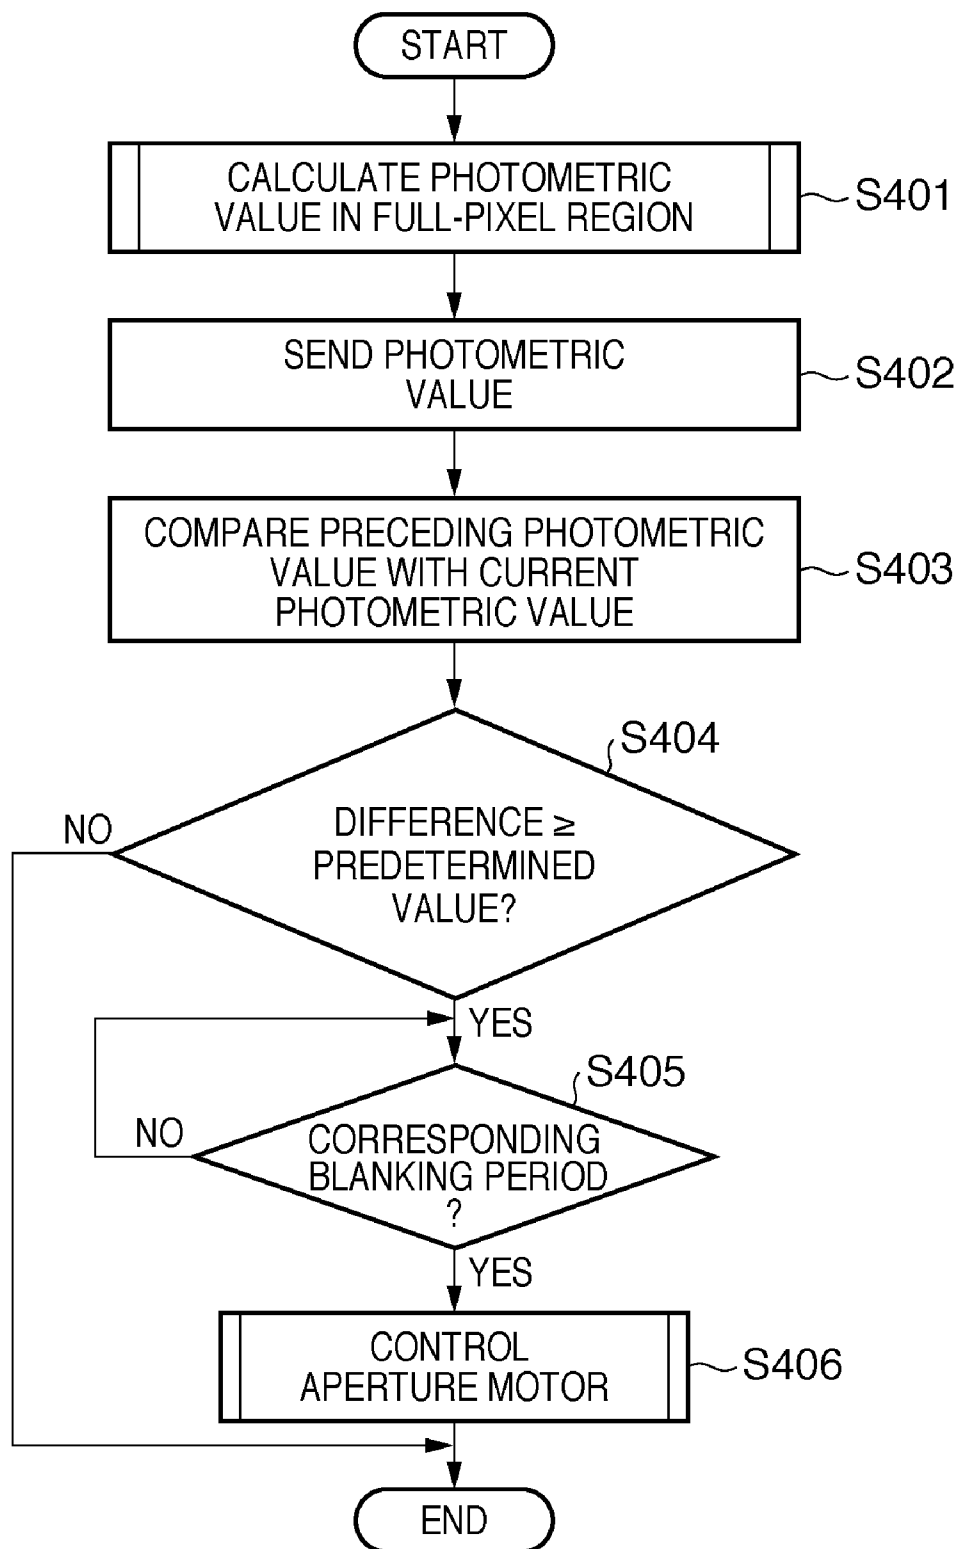 START
CALCULATE PHOTOMETRIC
VALUE IN FULL-PIXEL REGION
S401
SEND PHOTOMETRIC
VALUE
S402
COMPARE PRECEDING PHOTOMETRIC
VALUE WITH CURRENT
PHOTOMETRIC VALUE
S403
S404
NO
DIFFERENCE ≥
PREDETERMINED
VALUE?
YES
S405
NO
CORRESPONDING
BLANKING PERIOD
?
YES
CONTROL
APERTURE MOTOR
S406
END